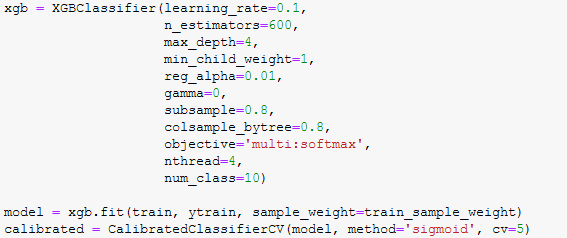 xgb = XGBClassifier(learning_rate=0.1,
n_estimators=600,
max_depth=4,
min_child_weight=1,
reg_alpha=0.01,
gamma=0,
subsample=0.8,
colsample_bytree=0.8,
objective='multi:softmax',
nthread=4,
num_class=10)
model = xgb.fit(train, ytrain, sample_weight=train_sample_weight)
calibrated = CalibratedClassifierCV(model, method='sigmoid', cv=5)